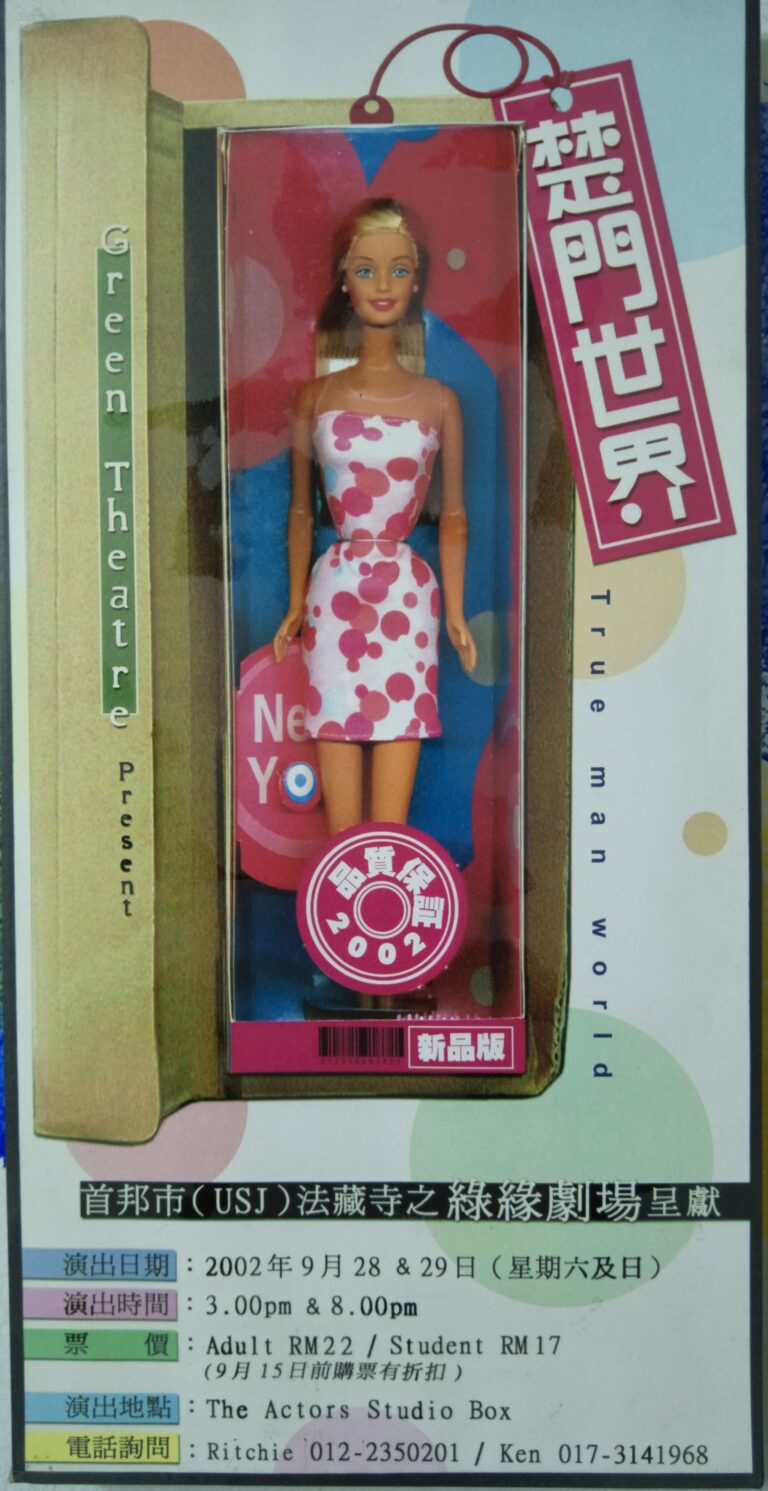 Green Theatre Present
楚門世界
True man world
Ne
Yo
品質保証
2002
新品版
首邦市(USJ)法藏寺之綠緣劇場呈獻
演出日期：2002年9月28 & 29日（星期六及日）
演出時間：3.00pm & 8.00pm
票 價：Adult RM22 / Student RM17
(9月15日前購票有折扣)
演出地點：The Actors Studio Box
電話詢問：Ritchie 012-2350201 / Ken 017-3141968